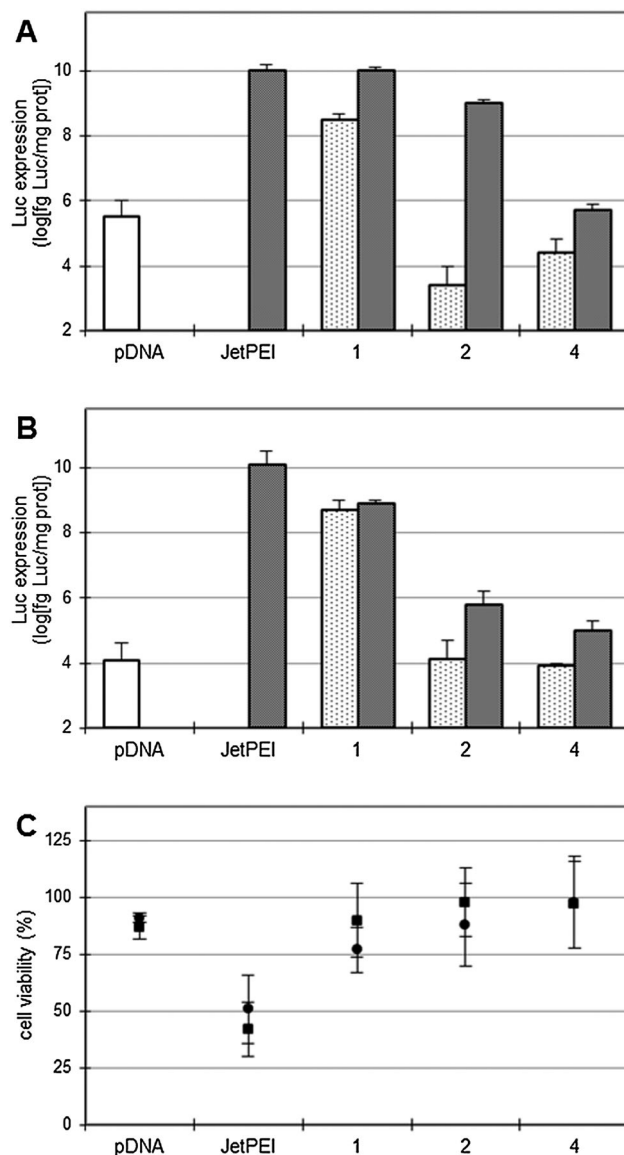 A
Luc expression
(log[fg Luc/mg prot])
10
8
6
4
2
pDNA JetPEI 1 2 4
B
Luc expression
(log[fg Luc/mg prot])
10
8
6
4
2
pDNA JetPEI 1 2 4
C
cell viability (%)
125
100
75
50
25
0
pDNA JetPEI 1 2 4